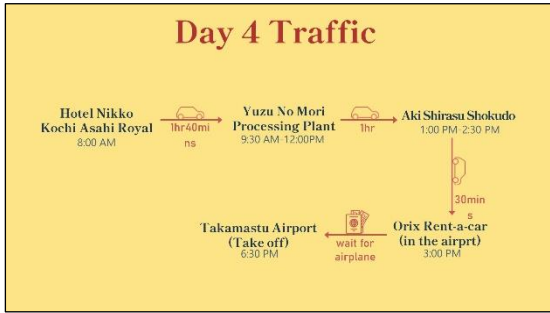 Day 4 Traffic
Hotel Nikko
Kochi Asahi Royal
8:00 AM
1hr40mi
ns
Yuzu No Mori
Processing Plant
9:30 AM-12:00PM
1hr
Aki Shirasu Shokudo
1:00 PM-2:30 PM
30min
s
Orix Rent-a-car
(in the airprt)
3:00 PM
wait for
airplane
Takamastu Airport
(Take off)
6:30 PM